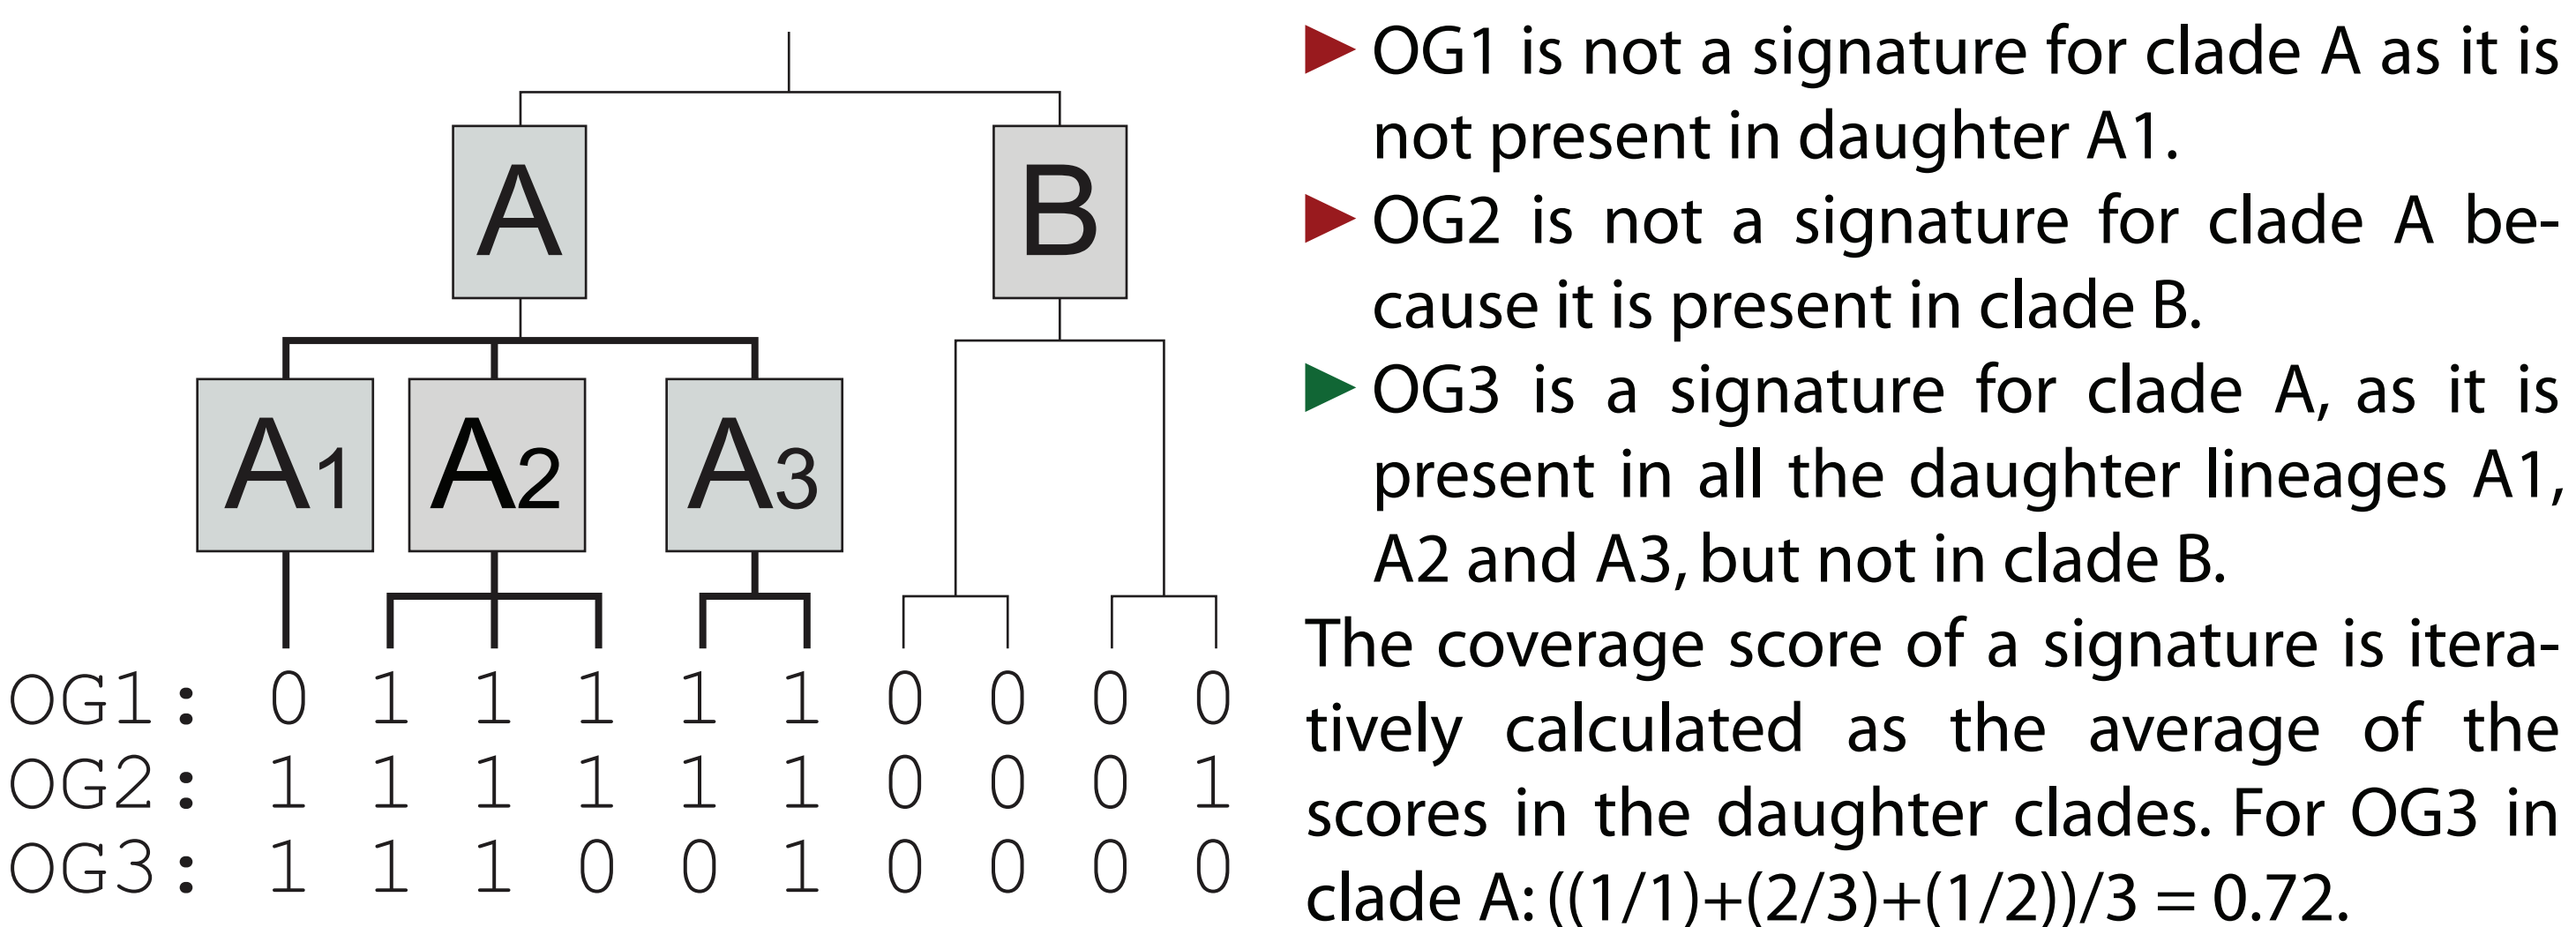 A B
A1 A2 A3
OG1: 0 1 1 1 1 1 0 0 0 0
OG2: 1 1 1 1 1 1 0 0 0 1
OG3: 1 1 1 0 0 1 0 0 0 0
OG1 is not a signature for clade A as it is
not present in daughter A1.
OG2 is not a signature for clade A be-
cause it is present in clade B.
OG3 is a signature for clade A, as it is
present in all the daughter lineages A1,
A2 and A3, but not in clade B.
The coverage score of a signature is itera-
tively calculated as the average of the
scores in the daughter clades. For OG3 in
clade A: ((1/1)+(2/3)+(1/2))/3 = 0.72.